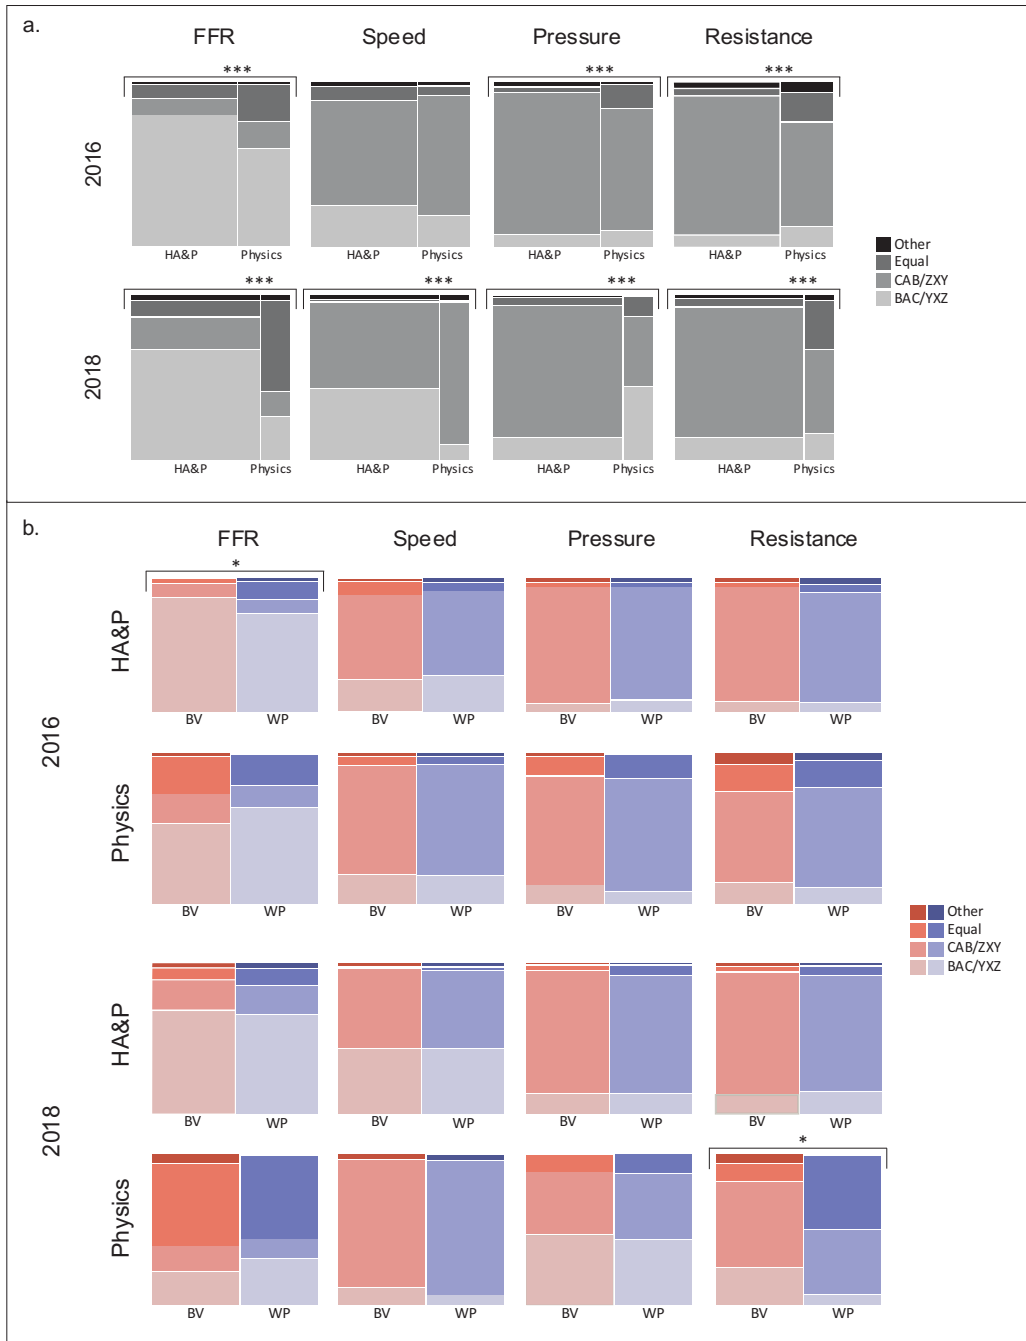 a.
FFR Speed Pressure Resistance
*** *** ***
2016
HA&P Physics HA&P Physics HA&P Physics HA&P Physics
Other
Equal
CAB/ZXY
BAC/YXZ
*** *** *** ***
2018
HA&P Physics HA&P Physics HA&P Physics HA&P Physics
b.
FFR Speed Pressure Resistance
*
HA&P
BV WP BV WP BV WP BV WP
2016
Physics
BV WP BV WP BV WP BV WP
Other
Equal
CAB/ZXY
BAC/YXZ
HA&P
BV WP BV WP BV WP BV WP
2018
*
Physics
BV WP BV WP BV WP BV WP